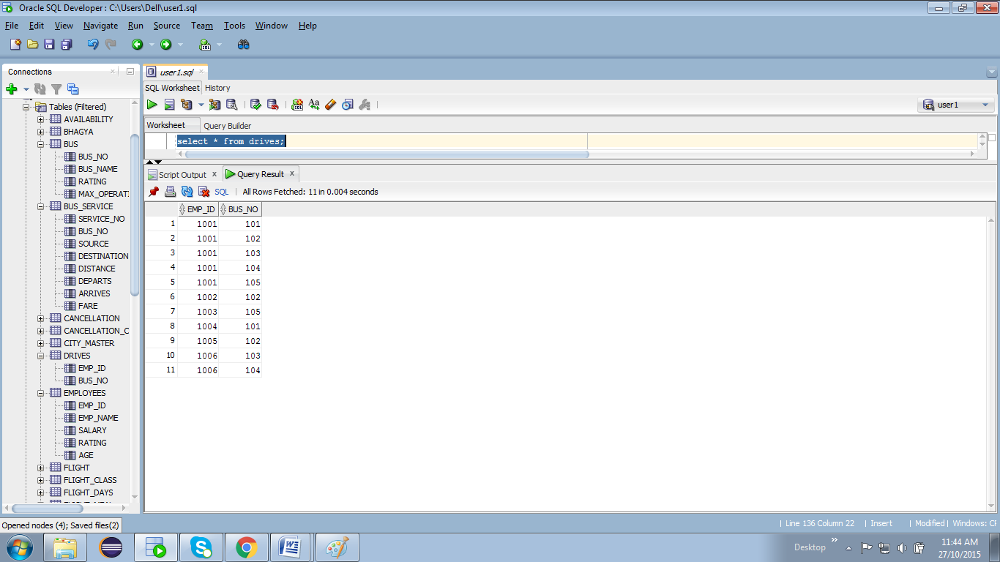 Oracle SQL Developer : C:\Users\Dell\user1.sql
File Edit View Navigate Run Source Team Tools Window Help
Connections
user1.sql
SQL Worksheet History
user1
Worksheet Query Builder
select * from drives;
Script Output Query Result
SQL All Rows Fetched: 11 in 0.004 seconds
EMP_ID BUS_NO
1 1001 101
2 1001 102
3 1001 103
4 1001 104
5 1001 105
6 1002 102
7 1003 105
8 1004 101
9 1005 102
10 1006 103
11 1006 104
Tables (Filtered)
AVAILABILITY
BHAGYA
BUS
BUS_NO
BUS_NAME
RATING
MAX_OPERATI
BUS_SERVICE
SERVICE_NO
BUS_NO
SOURCE
DESTINATION
DISTANCE
DEPARTS
ARRIVES
FARE
CANCELLATION
CANCELLATION_C
CITY_MASTER
DRIVES
EMP_ID
BUS_NO
EMPLOYEES
EMP_ID
EMP_NAME
SALARY
RATING
AGE
FLIGHT
FLIGHT_CLASS
FLIGHT_DAYS
Opened nodes (4); Saved files(2)
Line 136 Column 22 Insert Modified Windows: CF
Desktop
11:44 AM
27/10/2015